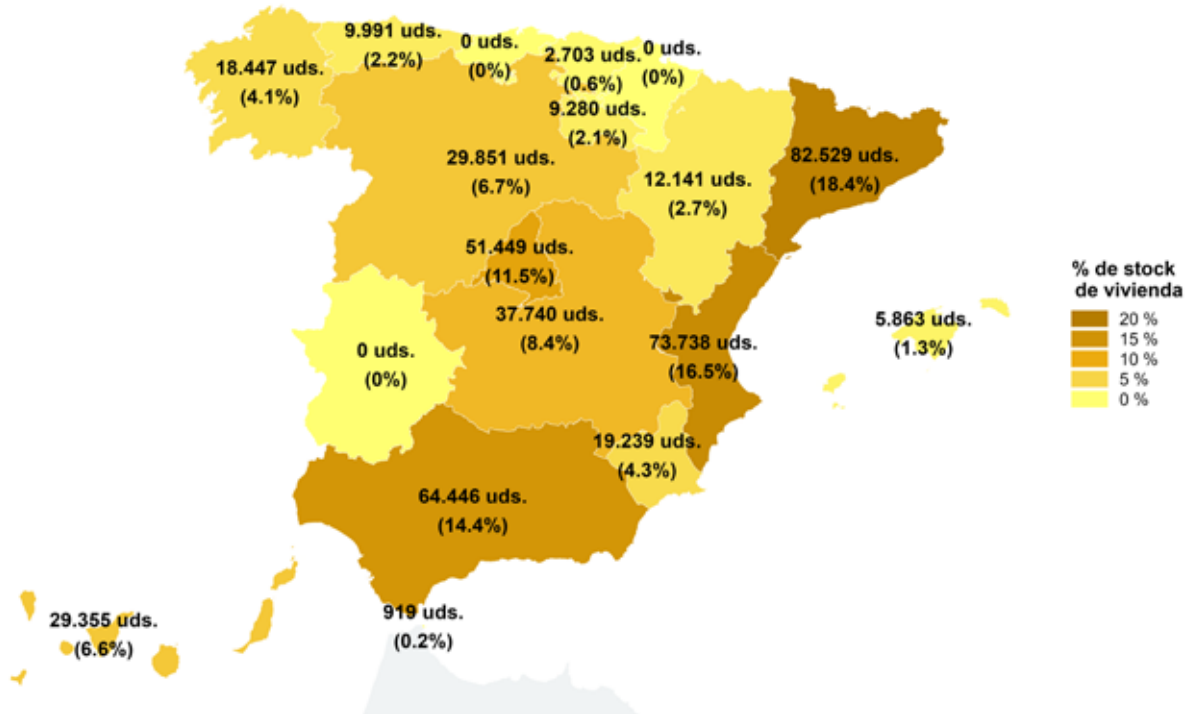 9.991 uds.
(2.2%)
0 uds.
(0%)
2.703 uds.
(0.6%)
0 uds.
(0%)
18.447 uds.
(4.1%)
9.280 uds.
(2.1%)
29.851 uds.
(6.7%)
12.141 uds.
(2.7%)
82.529 uds.
(18.4%)
51.449 uds.
(11.5%)
37.740 uds.
(8.4%)
0 uds.
(0%)
73.738 uds.
(16.5%)
5.863 uds.
(1.3%)
19.239 uds.
(4.3%)
64.446 uds.
(14.4%)
919 uds.
(0.2%)
29.355 uds.
(6.6%)
% de stock
de vivienda
20 %
15 %
10 %
5 %
0 %